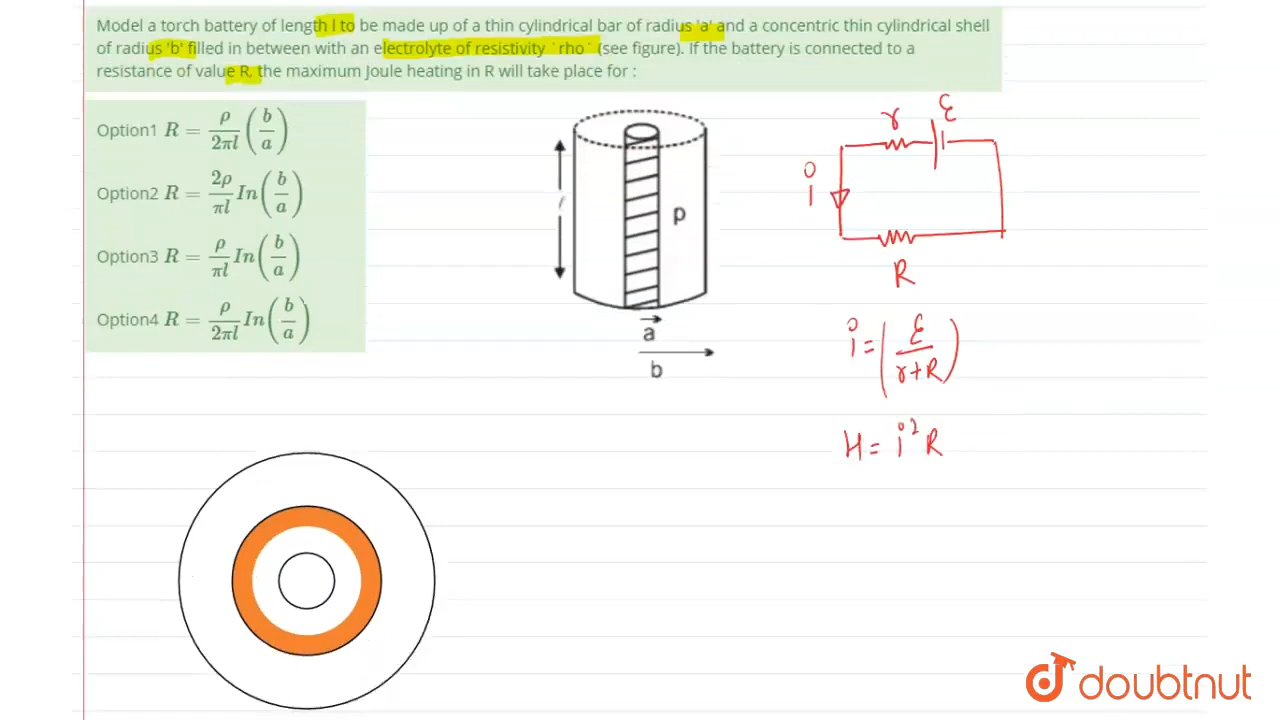 Model a torch battery of length l to be made up of a thin cylindrical bar of radius 'a' and a concentric thin cylindrical shell
of radius 'b' filled in between with an electrolyte of resistivity `rho` (see figure). If the battery is connected to a
resistance of value R, the maximum Joule heating in R will take place for :
Option1 R = ρ/2πl (b/a)
Option2 R = 2ρ/πl In(b/a)
Option3 R = ρ/πl In(b/a)
Option4 R = ρ/2πl In(b/a)
p
a
b
r ε
i
R
i = (ε/r+R)
H = i²R
doubtnut